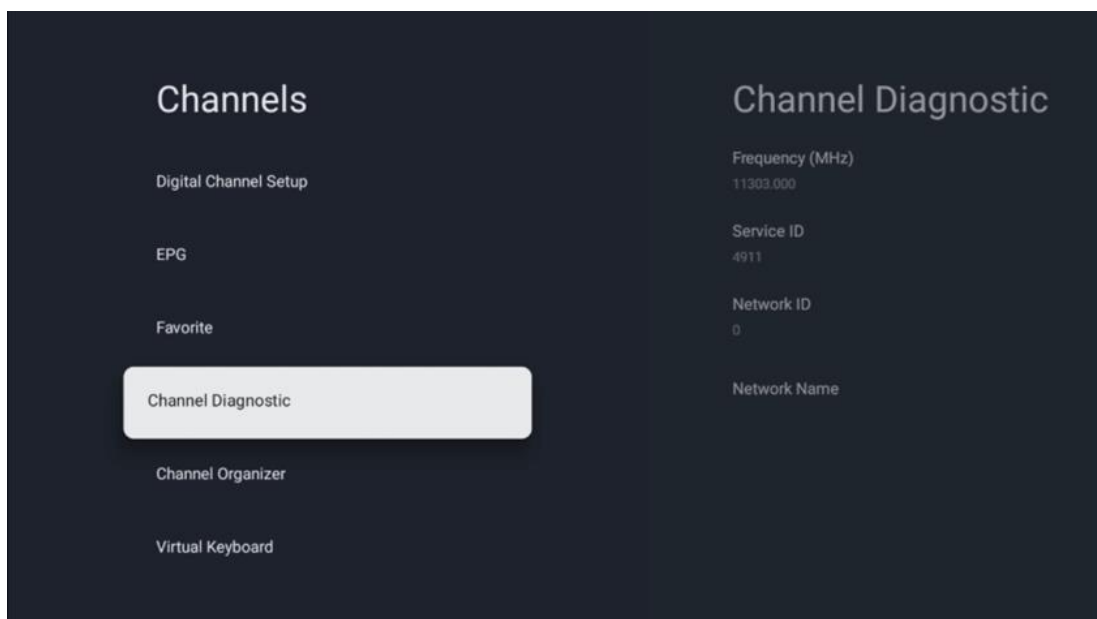 Channels
Digital Channel Setup
EPG
Favorite
Channel Diagnostic
Channel Organizer
Virtual Keyboard
Channel Diagnostic
Frequency (MHz)
11303.000
Service ID
4911
Network ID
0
Network Name